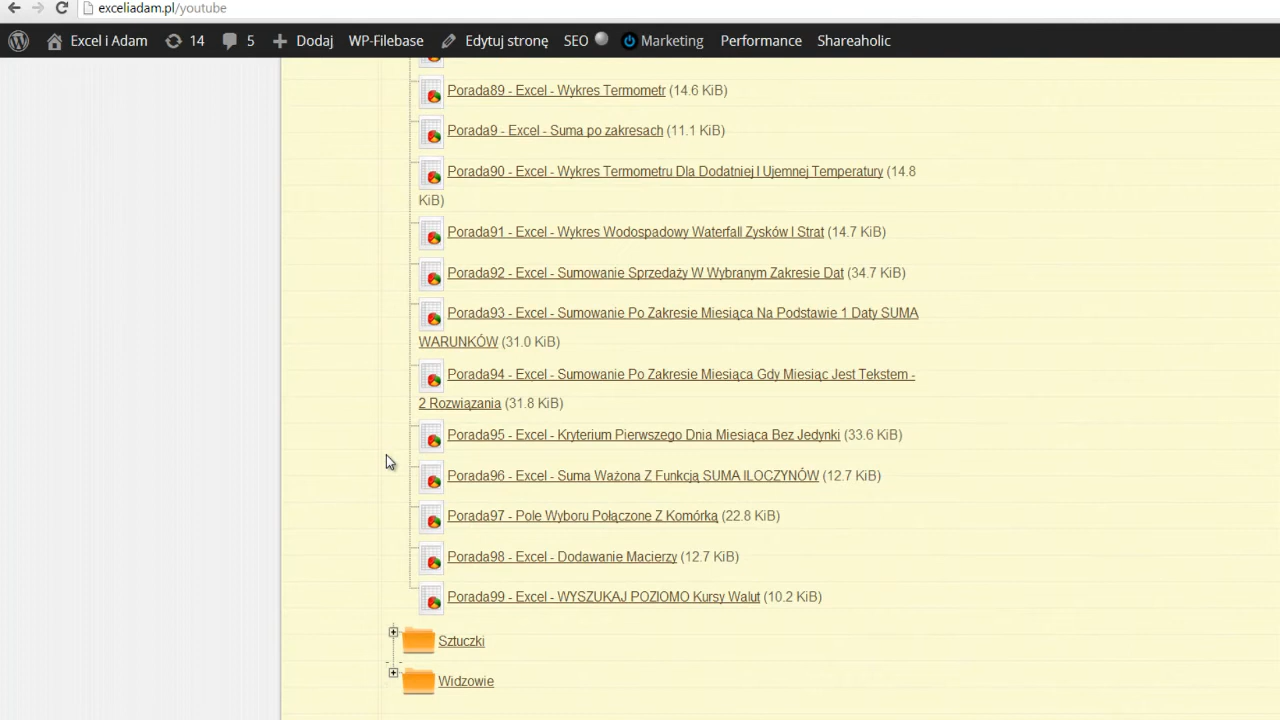 exceliadam.pl/youtube
Excel i Adam 14 5 Dodaj WP-Filebase Edytuj stronę SEO Marketing Performance Shareaholic
Porada89 - Excel - Wykres Termometr (14.6 KiB)
Porada9 - Excel - Suma po zakresach (11.1 KiB)
Porada90 - Excel - Wykres Termometru Dla Dodatniej I Ujemnej Temperatury (14.8
KiB)
Porada91 - Excel - Wykres Wodospadowy Waterfall Zysków I Strat (14.7 KiB)
Porada92 - Excel - Sumowanie Sprzedaży W Wybranym Zakresie Dat (34.7 KiB)
Porada93 - Excel - Sumowanie Po Zakresie Miesiąca Na Podstawie 1 Daty SUMA
WARUNKÓW (31.0 KiB)
Porada94 - Excel - Sumowanie Po Zakresie Miesiąca Gdy Miesiąc Jest Tekstem -
2 Rozwiązania (31.8 KiB)
Porada95 - Excel - Kryterium Pierwszego Dnia Miesiąca Bez Jedynki (33.6 KiB)
Porada96 - Excel - Suma Ważona Z Funkcją SUMA ILOCZYNÓW (12.7 KiB)
Porada97 - Pole Wyboru Połączone Z Komórką (22.8 KiB)
Porada98 - Excel - Dodawanie Macierzy (12.7 KiB)
Porada99 - Excel - WYSZUKAJ POZIOMO Kursy Walut (10.2 KiB)
Sztuczki
Widzowie